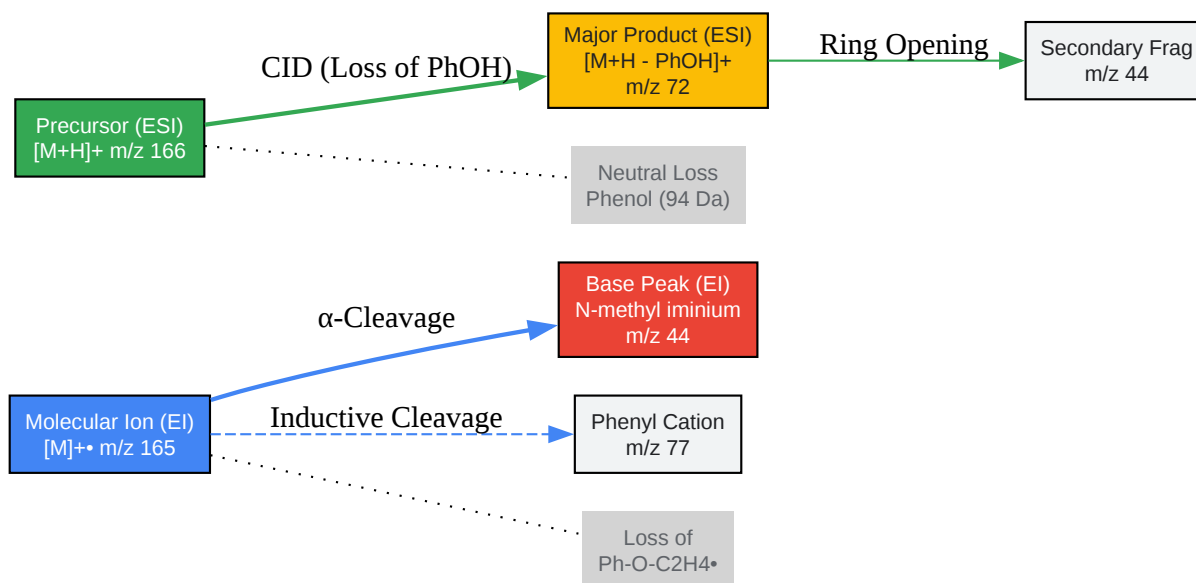 Major Product (ESI)
[M+H - PhOH]+
m/z 72
Ring Opening
Secondary Frag
m/z 44
CID (Loss of PhOH)
Precursor (ESI)
[M+H]+ m/z 166
Neutral Loss
Phenol (94 Da)
Base Peak (EI)
N-methyl iminium
m/z 44
α-Cleavage
Molecular Ion (EI)
[M]+• m/z 165
Inductive Cleavage
Phenyl Cation
m/z 77
Loss of
Ph-O-C2H4•